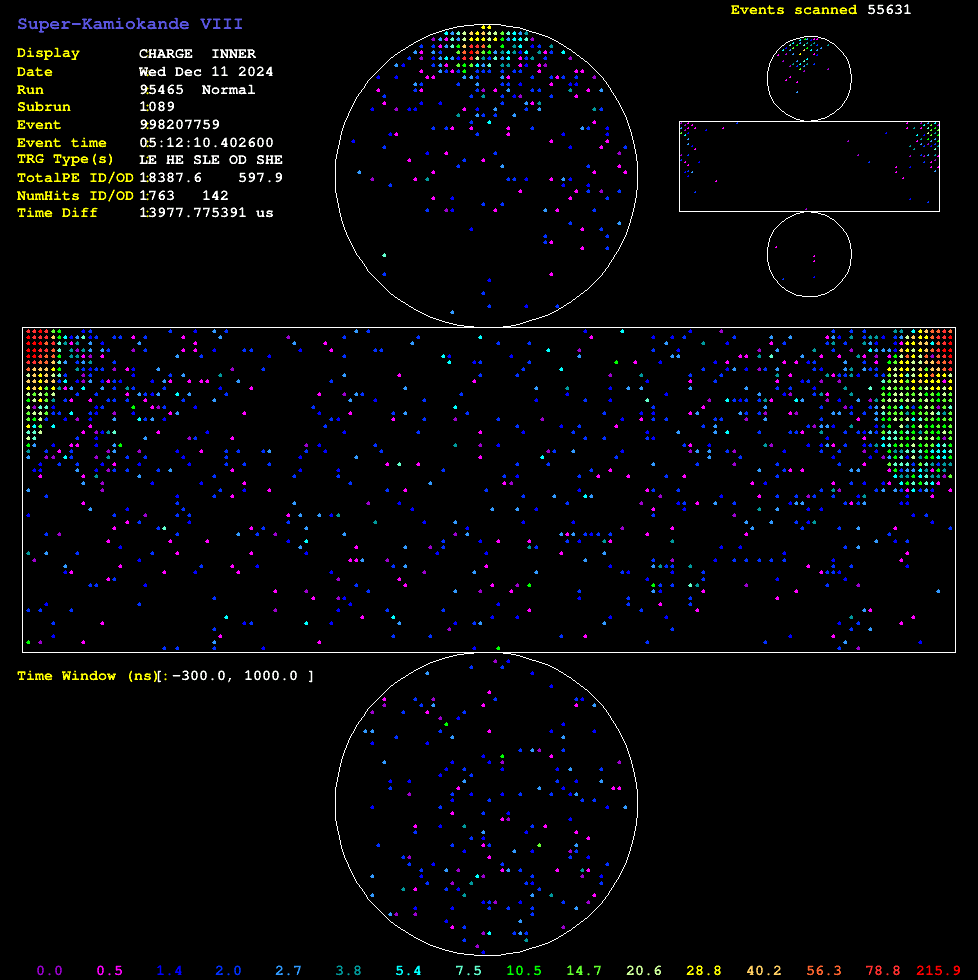 Super-Kamiokande VIII
Events scanned 55631
Display CHARGE INNER
Date Wed Dec 11 2024
Run 95465 Normal
Subrun 1089
Event 998207759
Event time 05:12:10.402600
TRG Type(s) LE HE SLE OD SHE
TotalPE ID/OD 18387.6 597.9
NumHits ID/OD 1763 142
Time Diff 13977.775391 us
Time Window (ns)[:-300.0, 1000.0 ]
0.0 0.5 1.4 2.0 2.7 3.8 5.4 7.5 10.5 14.7 20.6 28.8 40.2 56.3 78.8 215.9